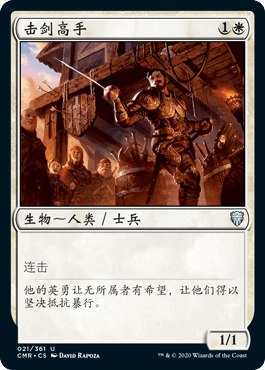 击剑高手 1
生物～人类 / 士兵
连击
他的英勇让无所属者有希望，让他们得以
坚决抵抗暴行。
1/1
021/361 U
CMR • CS DAVID RAPOZA
™ & © 2020 Wizards of the Coast